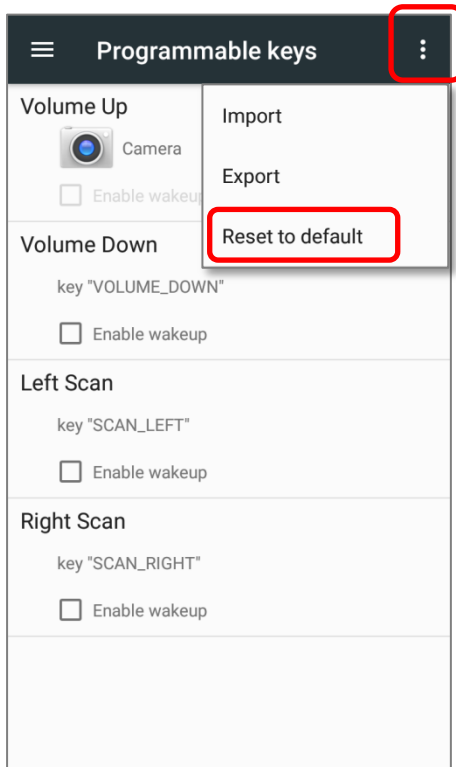 Programmable keys
Volume Up
Camera
Enable wakeup
Import
Export
Reset to default
Volume Down
key "VOLUME_DOWN"
Enable wakeup
Left Scan
key "SCAN_LEFT"
Enable wakeup
Right Scan
key "SCAN_RIGHT"
Enable wakeup